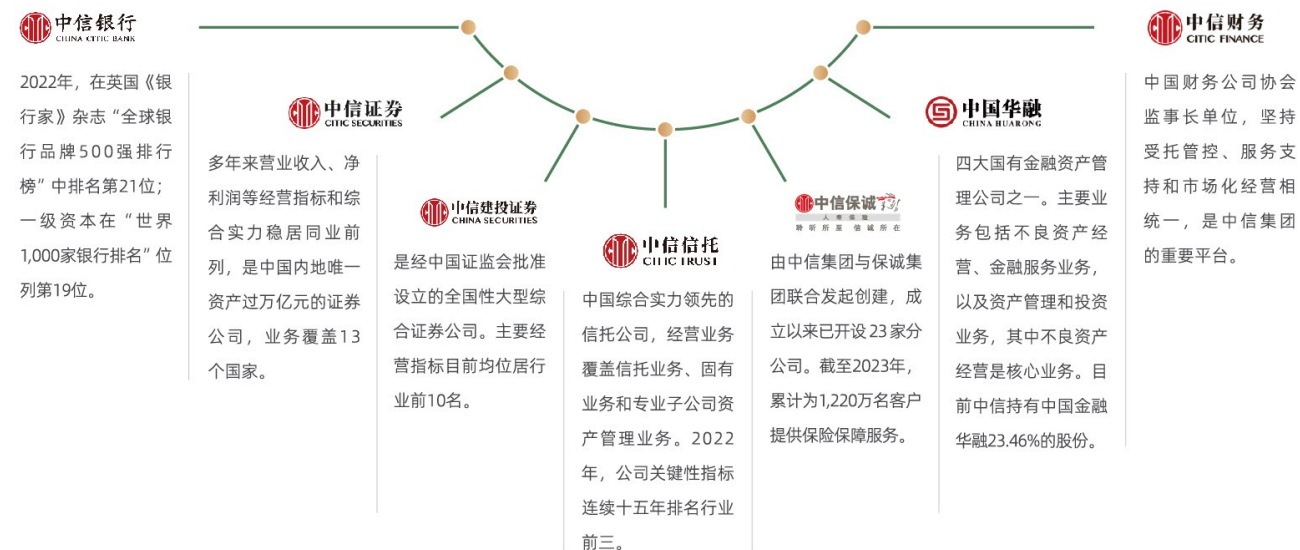 中信银行
CHINA CITIC BANK
2022年，在英国《银
行家》杂志“全球银
行品牌500强排行
榜”中排名第21位；
一级资本在“世界
1,000家银行排名”位
列第19位。
中信证券
CITIC SECURITIES
多年来营业收入、净
利润等经营指标和综
合实力稳居同业前
列，是中国内地唯一
资产过万亿元的证券
公司，业务覆盖13
个国家。
中信建投证券
CHINA SECURITIES
是经中国证监会批准
设立的全国性大型综
合证券公司。主要经
营指标目前均位居行
业前10名。
中信信托
CITIC TRUST
中国综合实力领先的
信托公司，经营业务
覆盖信托业务、固有
业务和专业子公司资
产管理业务。2022
年，公司关键性指标
连续十五年排名行业
前三。
中信保诚
人寿保险
聆听所至 信诚所在
由中信集团与保诚集
团联合发起创建，成
立以来已开设23家分
公司。截至2023年，
累计为1,220万名客户
提供保险保障服务。
中国华融
CHINA HUARONG
四大国有金融资产管
理公司之一。主要业
务包括不良资产经
营、金融服务业务，
以及资产管理和投资
业务，其中不良资产
经营是核心业务。目
前中信持有中国金融
华融23.46%的股份。
中信财务
CITIC FINANCE
中国财务公司协会
监事长单位，坚持
受托管控、服务支
持和市场化经营相
统一，是中信集团
的重要平台。